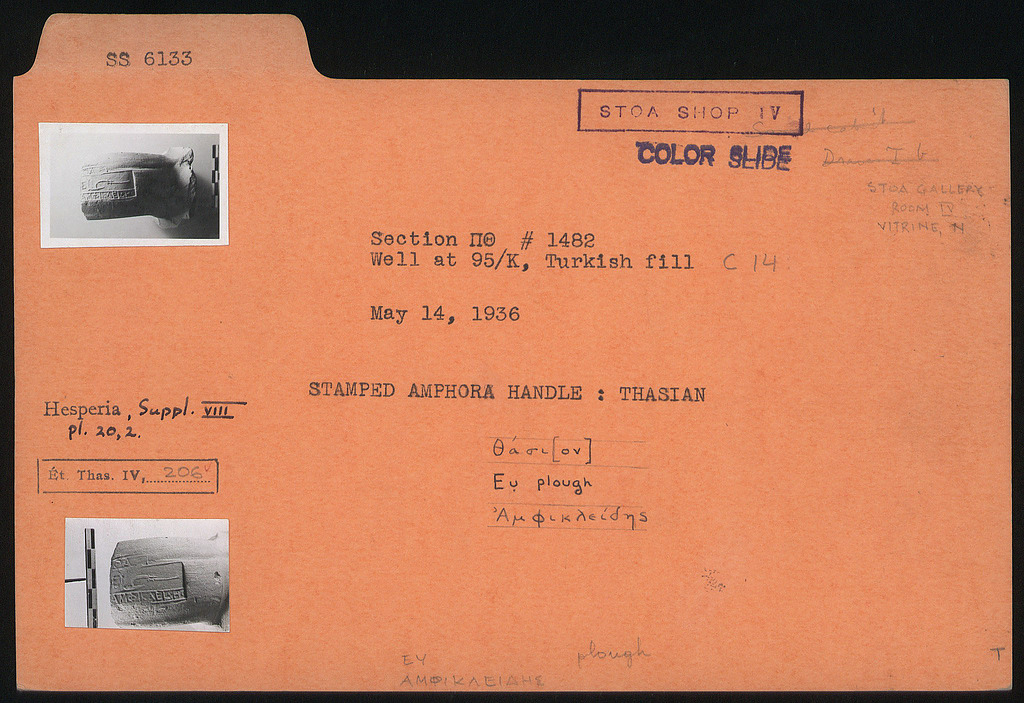 SS 6133
STOA SHOP IV
COLOR SLIDE
STOA GALLERY
ROOM IV
VITRINE, N
Section ΠΘ # 1482
Well at 95/K, Turkish fill C 14
May 14, 1936
STAMPED AMPHORA HANDLE : THASIAN
Hesperia, Suppl. VIII
pl. 20, 2.
Ét. Thas. IV, 206
Θάσι[ον]
Εụ plough
Ἀμφικλείδης
ΕΥ plough
ΑΜΦΙΚΛΕΙΔΗΣ
T